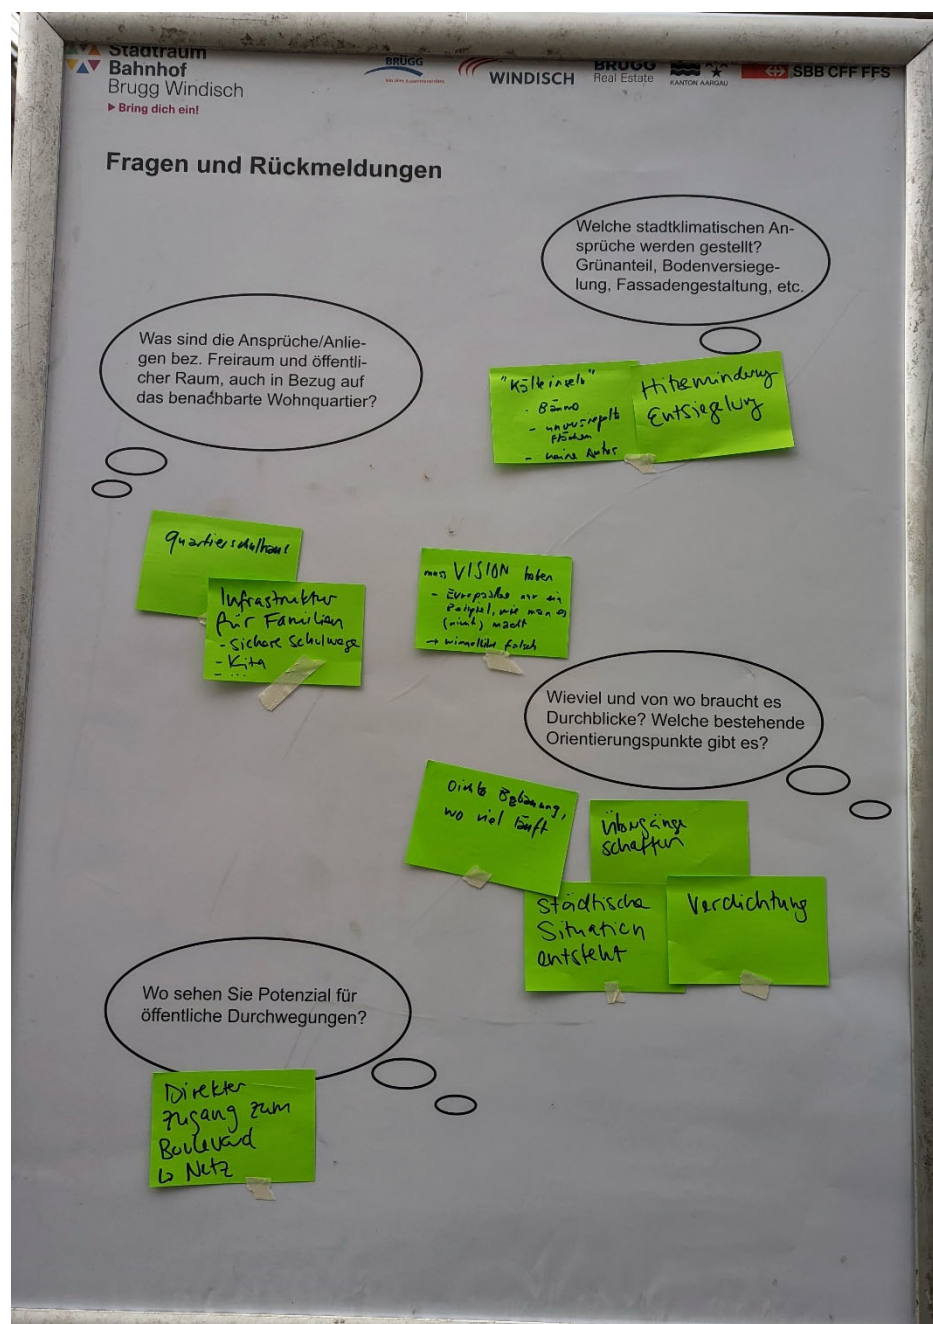 Stadtraum
Bahnhof
Brugg Windisch
Bring dich ein!
BRUGG
WINDISCH
BRUGG
Real Estate
KANTON AARGAU
SBB CFF FFS
Fragen und Rückmeldungen
Welche stadtklimatischen An-
sprüche werden gestellt?
Grünanteil, Bodenversiege-
lung, Fassadengestaltung, etc.
Was sind die Ansprüche/Anlie-
gen bez. Freiraum und öffentli-
cher Raum, auch in Bezug auf
das benachbarte Wohnquartier?
"Kälteinseln"
- Bäume
- unversiegelte
Flächen
- keine Autos
Hitzeminderung
Entsiegelung
Quartierschulhaus
Infrastruktur
für Familien
- sichere Schulwege
- Kita
- ...
muss VISION haben
- Europaallee nur ein
Beispiel, wie man es
(nicht) macht
→ Wimmelbild falsch
Wieviel und von wo braucht es
Durchblicke? Welche bestehende
Orientierungspunkte gibt es?
Dichte Bebauung,
wo viel läuft
Übergänge
schaffen
Städtische
Situation
entsteht
Verdichtung
Wo sehen Sie Potenzial für
öffentliche Durchwegungen?
Direkter
Zugang zum
Boulevard
↳ Netz